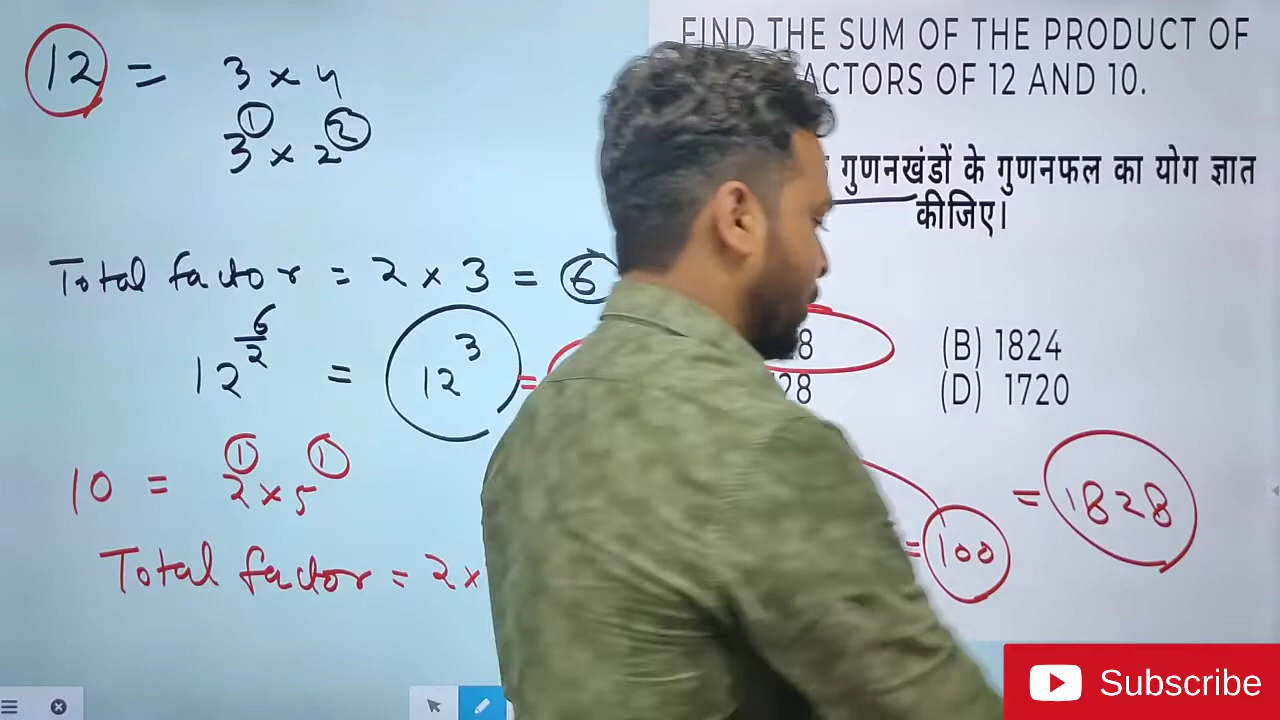 12 = 3 × 4
3^1 × 2^2
Total factor = 2 × 3 = 6
12^6/2 = 12^3 =
10 = 2^1 × 5^1
Total factor = 2 ×
FIND THE SUM OF THE PRODUCT OF
ACTORS OF 12 AND 10.
गुणनखंडों के गुणनफल का योग ज्ञात
कीजिए।
8 (B) 1824
28 (D) 1720
= 100 = 1828
Subscribe